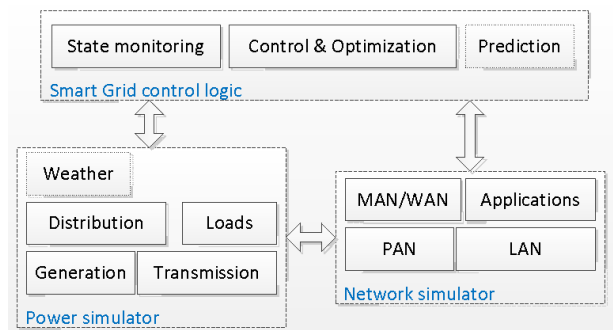 State monitoring
Control & Optimization
Prediction
Smart Grid control logic
Weather
Distribution
Loads
Generation
Transmission
Power simulator
MAN/WAN
Applications
PAN
LAN
Network simulator